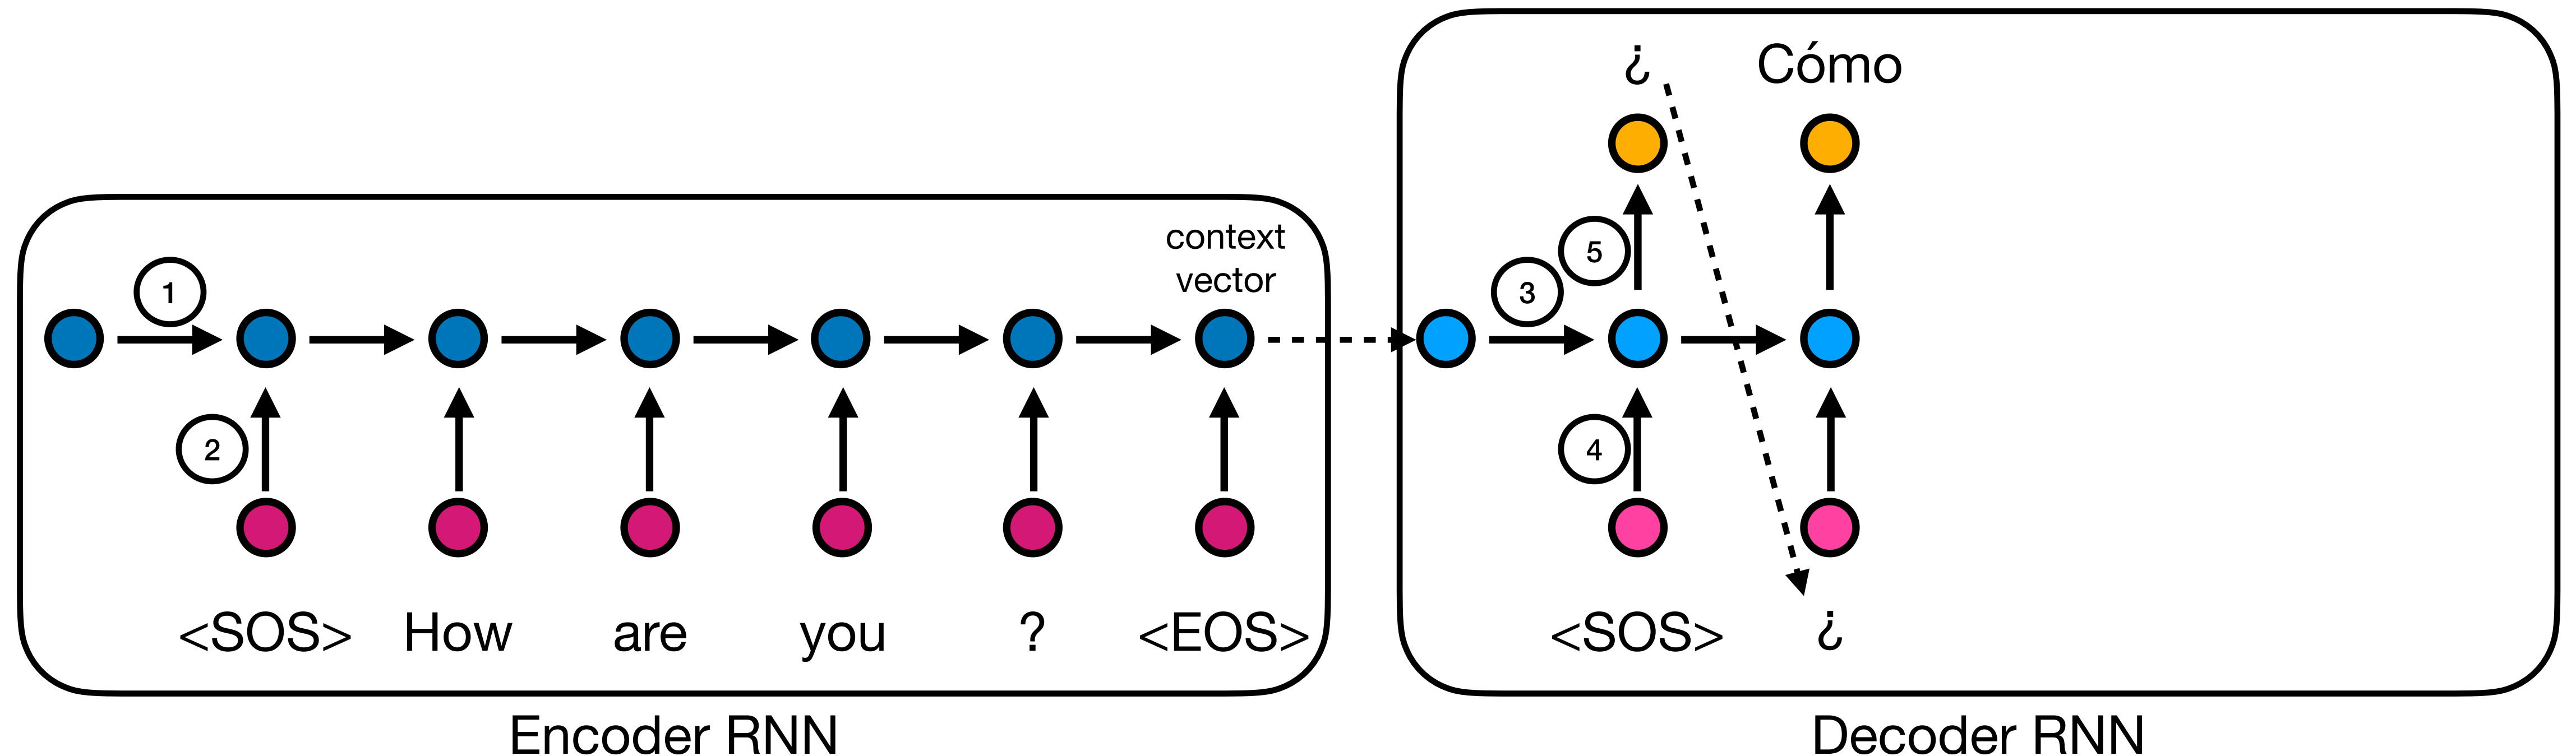 ¿ Cómo
context
vector
1
5
3
2
4
<SOS> How are you ? <EOS>
<SOS> ¿
Encoder RNN
Decoder RNN